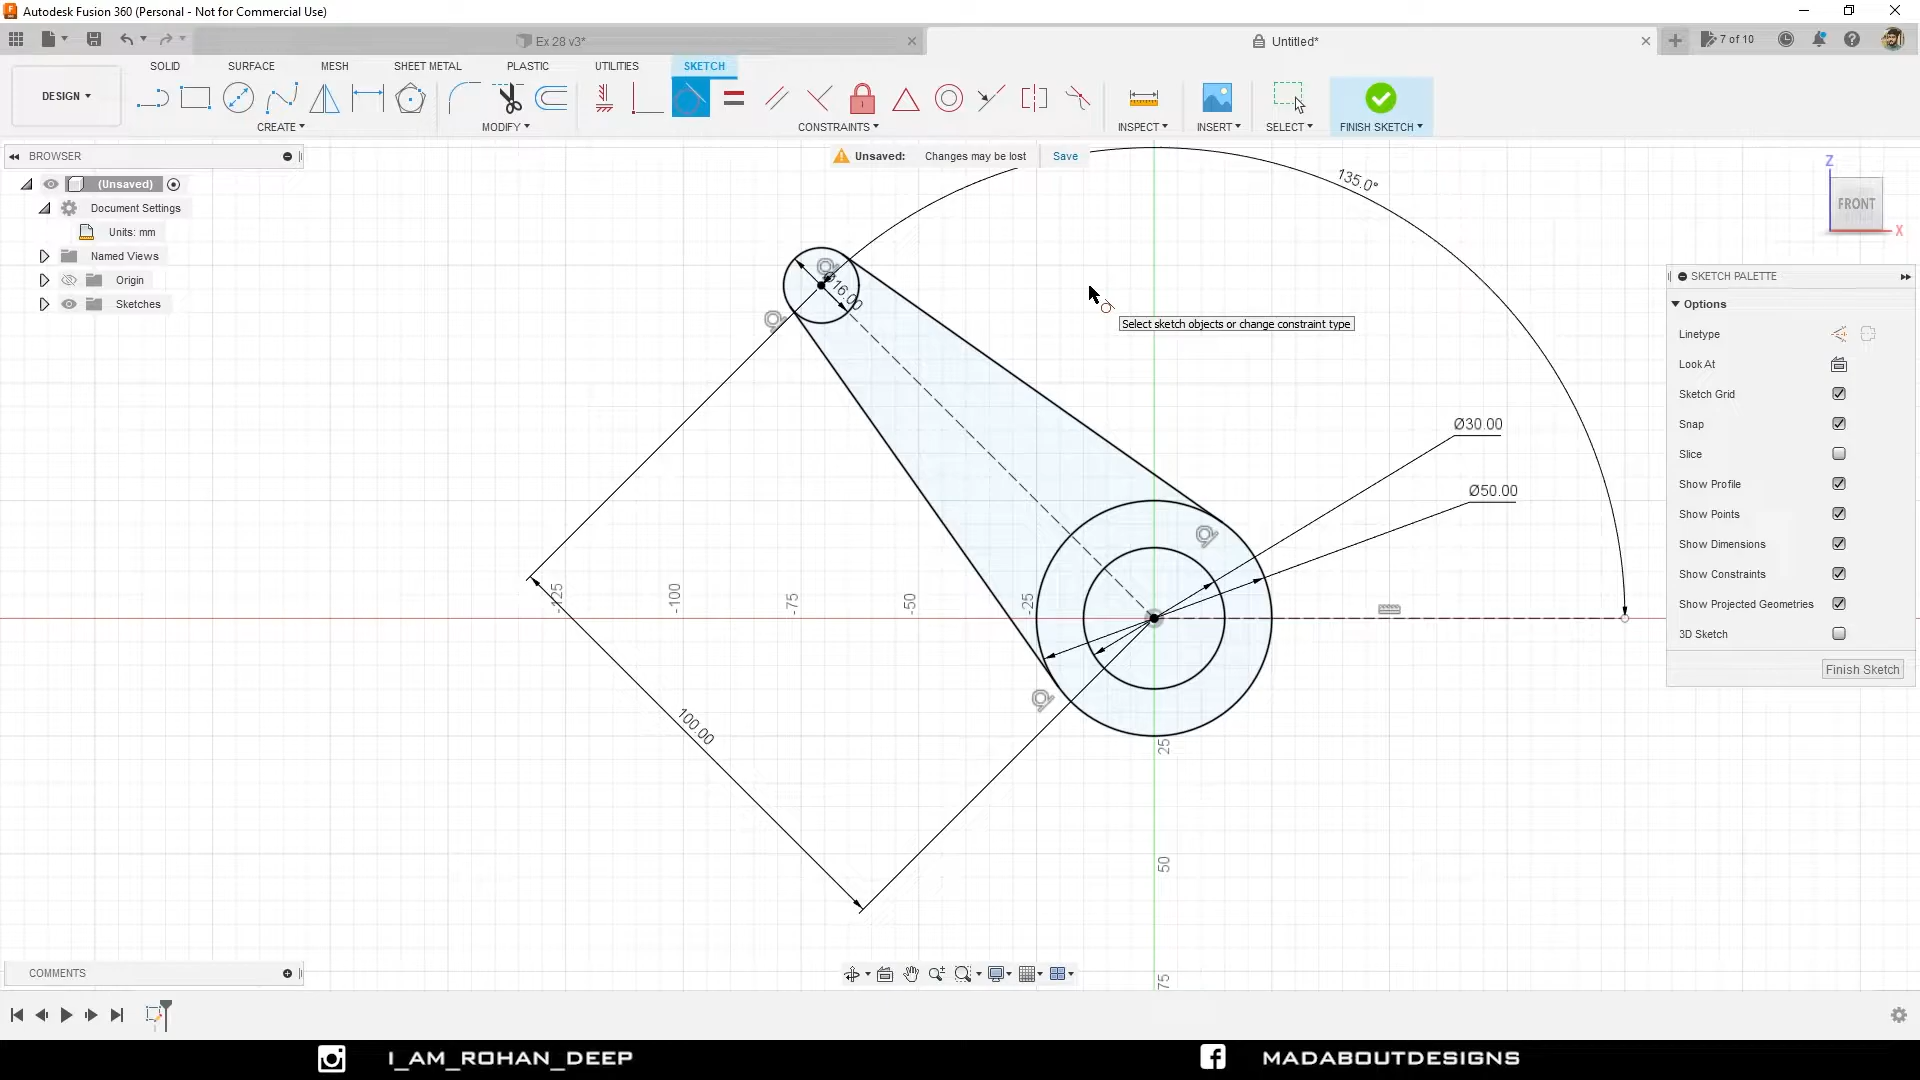 Autodesk Fusion 360 (Personal - Not for Commercial Use)
Ex 28 v3*
Untitled*
7 of 10
SOLID
SURFACE
MESH
SHEET METAL
PLASTIC
UTILITIES
SKETCH
DESIGN
CREATE
MODIFY
CONSTRAINTS
INSPECT
INSERT
SELECT
FINISH SKETCH
BROWSER
Unsaved: Changes may be lost Save
(Unsaved)
Document Settings
Units: mm
Named Views
Origin
Sketches
135.0°
Z
FRONT
X
Ø16.00
Select sketch objects or change constraint type
Ø30.00
Ø50.00
-125
-100
-75
-50
-25
25
50
75
100.00
SKETCH PALETTE
Options
Linetype
Look At
Sketch Grid
Snap
Slice
Show Profile
Show Points
Show Dimensions
Show Constraints
Show Projected Geometries
3D Sketch
Finish Sketch
COMMENTS
I_AM_ROHAN_DEEP
MADABOUTDESIGNS